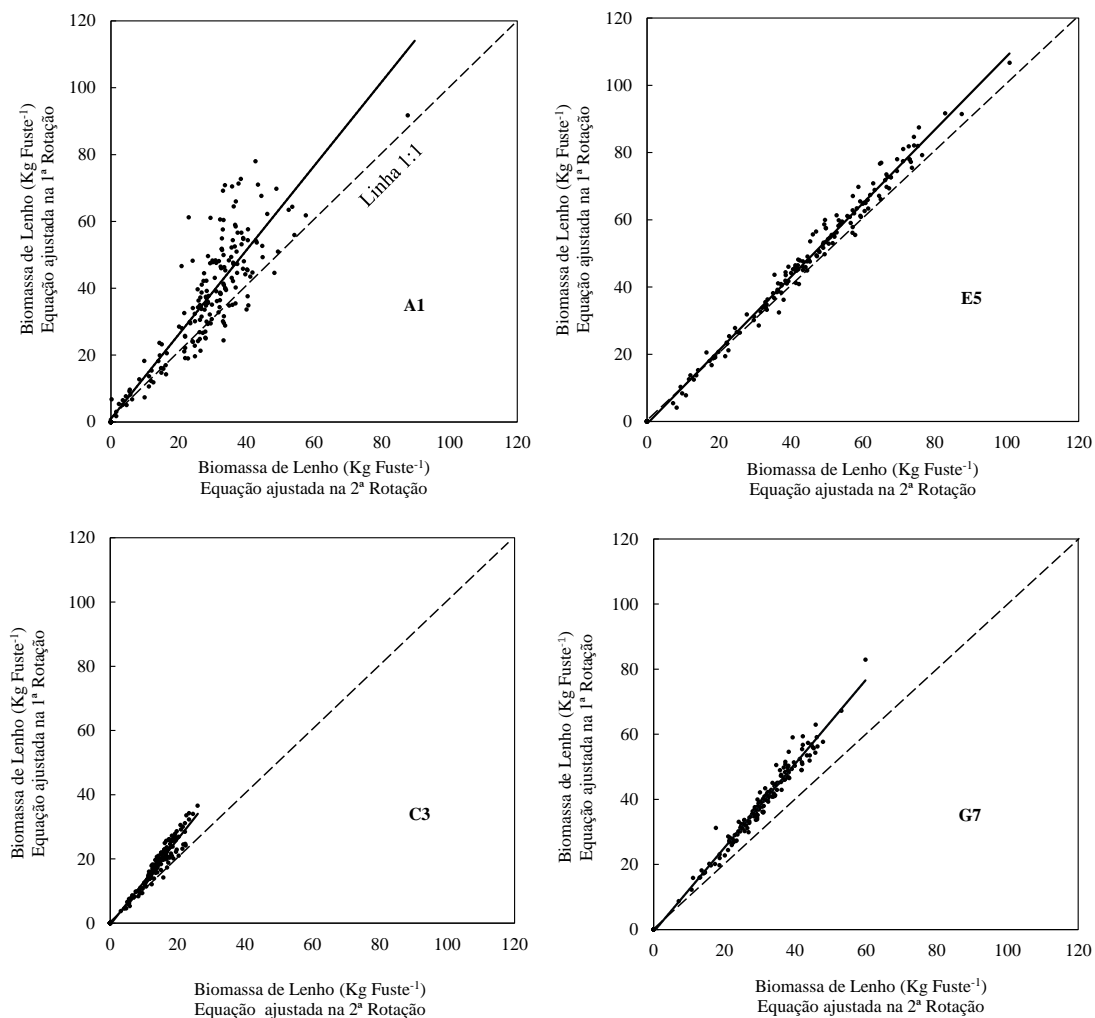 120
100
80
60
40
20
0
0
20
40
60
80
100
120
Biomassa de Lenho (Kg Fuste-1)
Equação ajustada na 1ª Rotação
Linha 1:1
A1
Biomassa de Lenho (Kg Fuste-1)
Equação ajustada na 2ª Rotação
120
100
80
60
40
20
0
0
20
40
60
80
100
120
Biomassa de Lenho (Kg Fuste-1)
Equação ajustada na 1ª Rotação
E5
Biomassa de Lenho (Kg Fuste-1)
Equação ajustada na 2ª Rotação
120
100
80
60
40
20
0
0
20
40
60
80
100
120
Biomassa de Lenho (Kg Fuste-1)
Equação ajustada na 1ª Rotação
C3
Biomassa de Lenho (Kg Fuste-1)
Equação ajustada na 2ª Rotação
120
100
80
60
40
20
0
0
20
40
60
80
100
120
Biomassa de Lenho (Kg Fuste-1)
Equação ajustada na 1ª Rotação
G7
Biomassa de Lenho (Kg Fuste-1)
Equação ajustada na 2ª Rotação